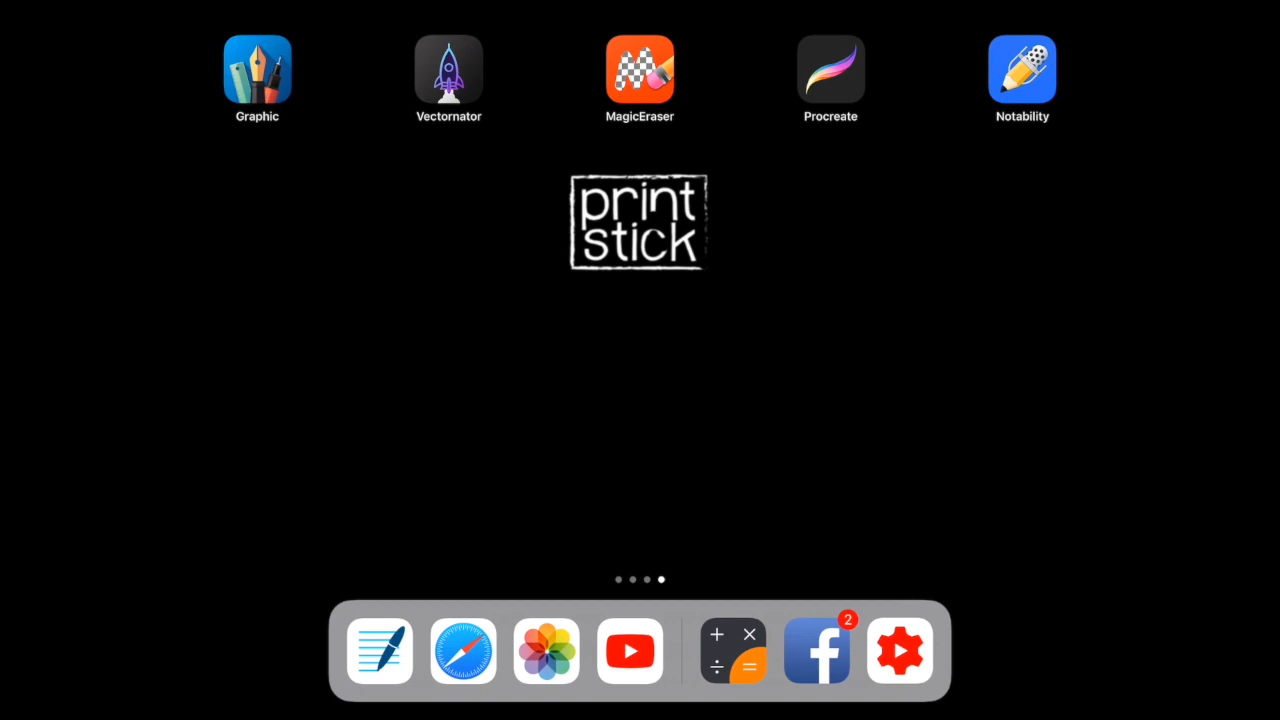 Graphic
Vectornator
MagicEraser
Procreate
Notability
print
stick
2